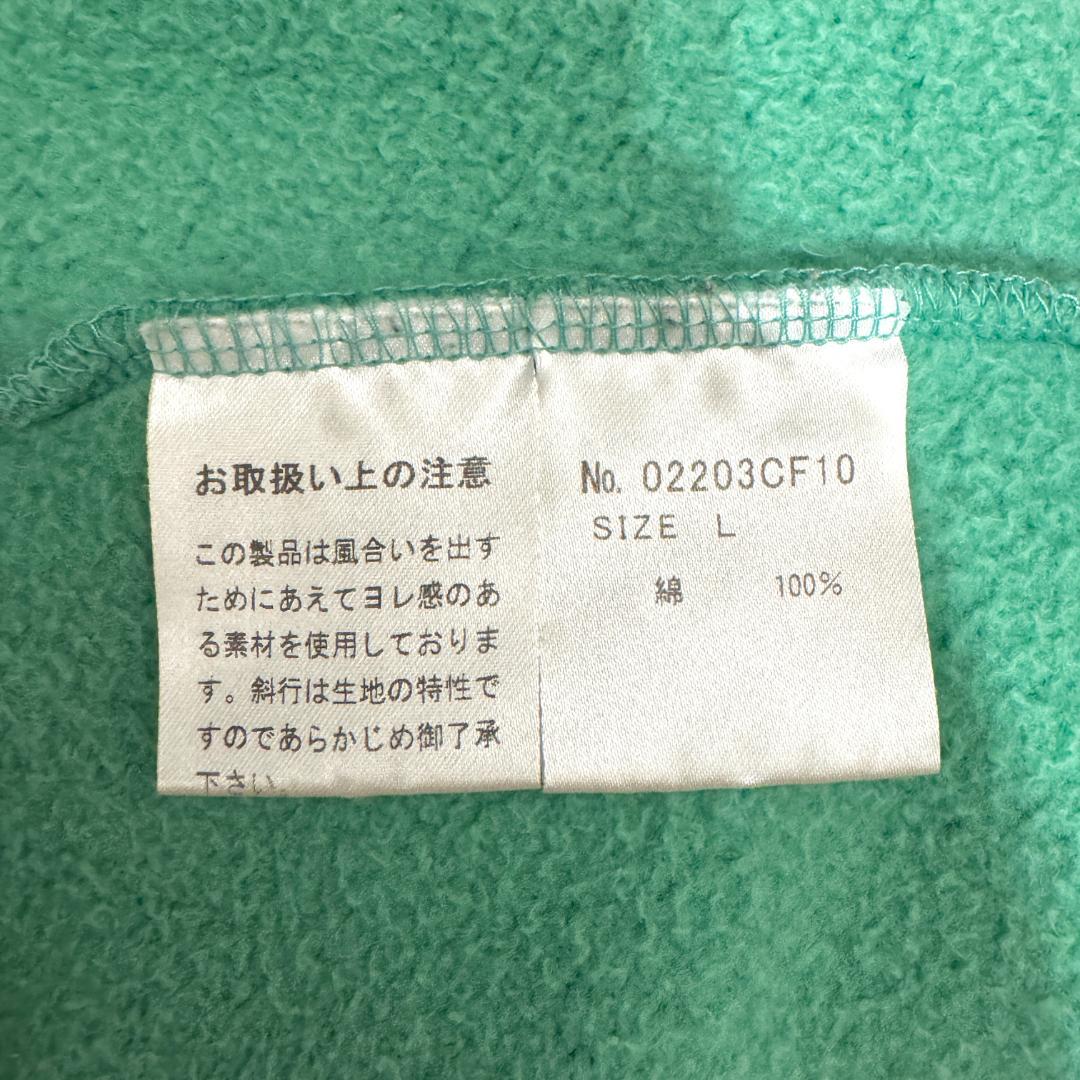 お取扱い上の注意
この製品は風合いを出す
ためにあえてヨレ感のあ
る素材を使用しておりま
す。斜行は生地の特性で
すのであらかじめ御了承
下さい。
No. 02203CF10
SIZE L
綿 100%